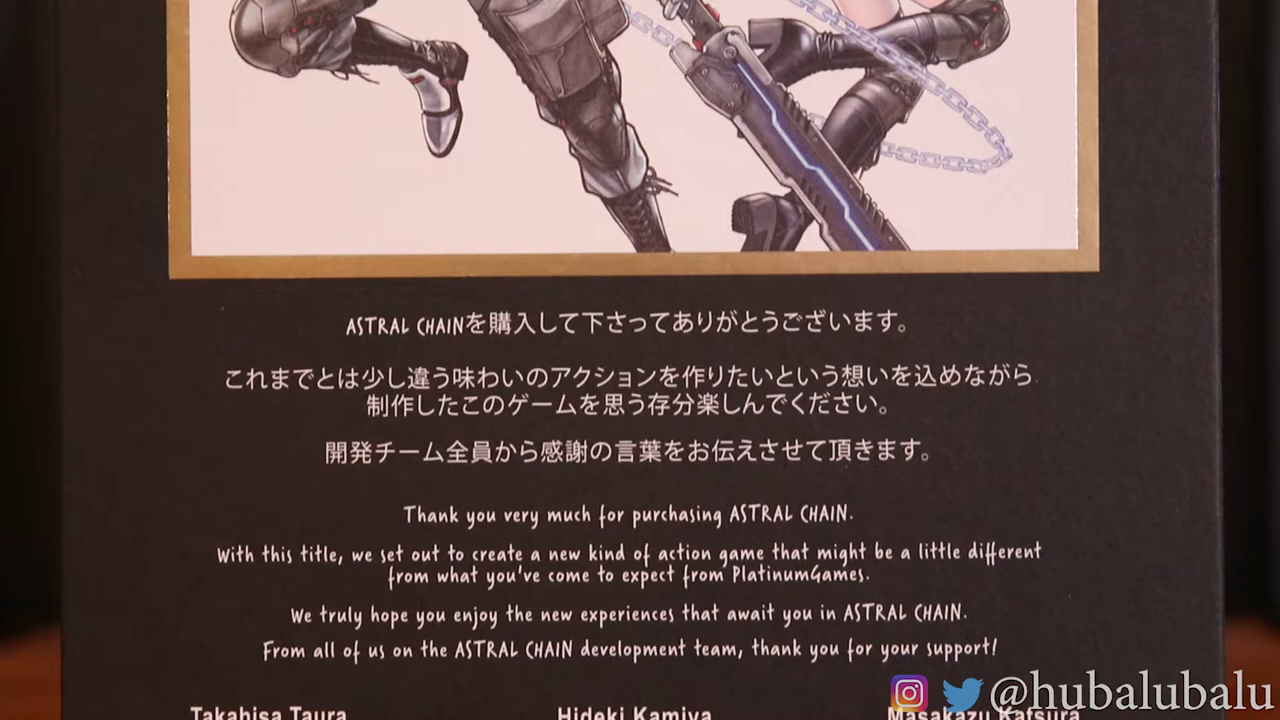 ASTRAL CHAINを購入して下さってありがとうございます。
これまでとは少し違う味わいのアクションを作りたいという想いを込めながら
制作したこのゲームを思う存分楽しんでください。
開発チーム全員から感謝の言葉をお伝えさせて頂きます。
Thank you very much for purchasing ASTRAL CHAIN.
With this title, we set out to create a new kind of action game that might be a little different
from what you've come to expect from PlatinumGames.
We truly hope you enjoy the new experiences that await you in ASTRAL CHAIN.
From all of us on the ASTRAL CHAIN development team, thank you for your support!
Takahisa Taura Hideki Kamiya Masakazu Katsura
@hubalubalu